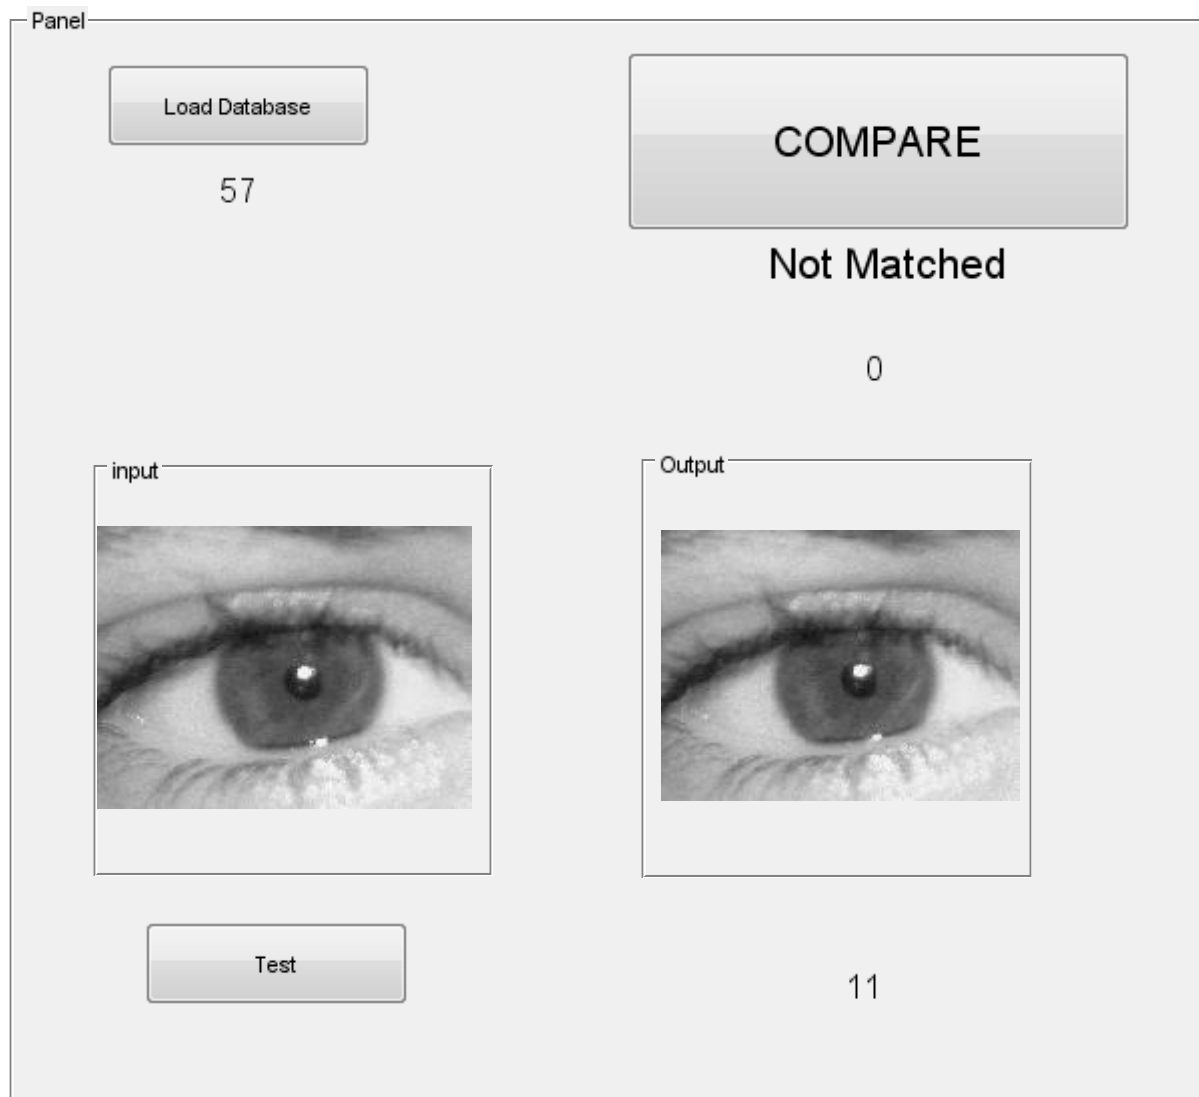 Panel
Load Database
COMPARE
57
Not Matched
0
input
Output
Test
11